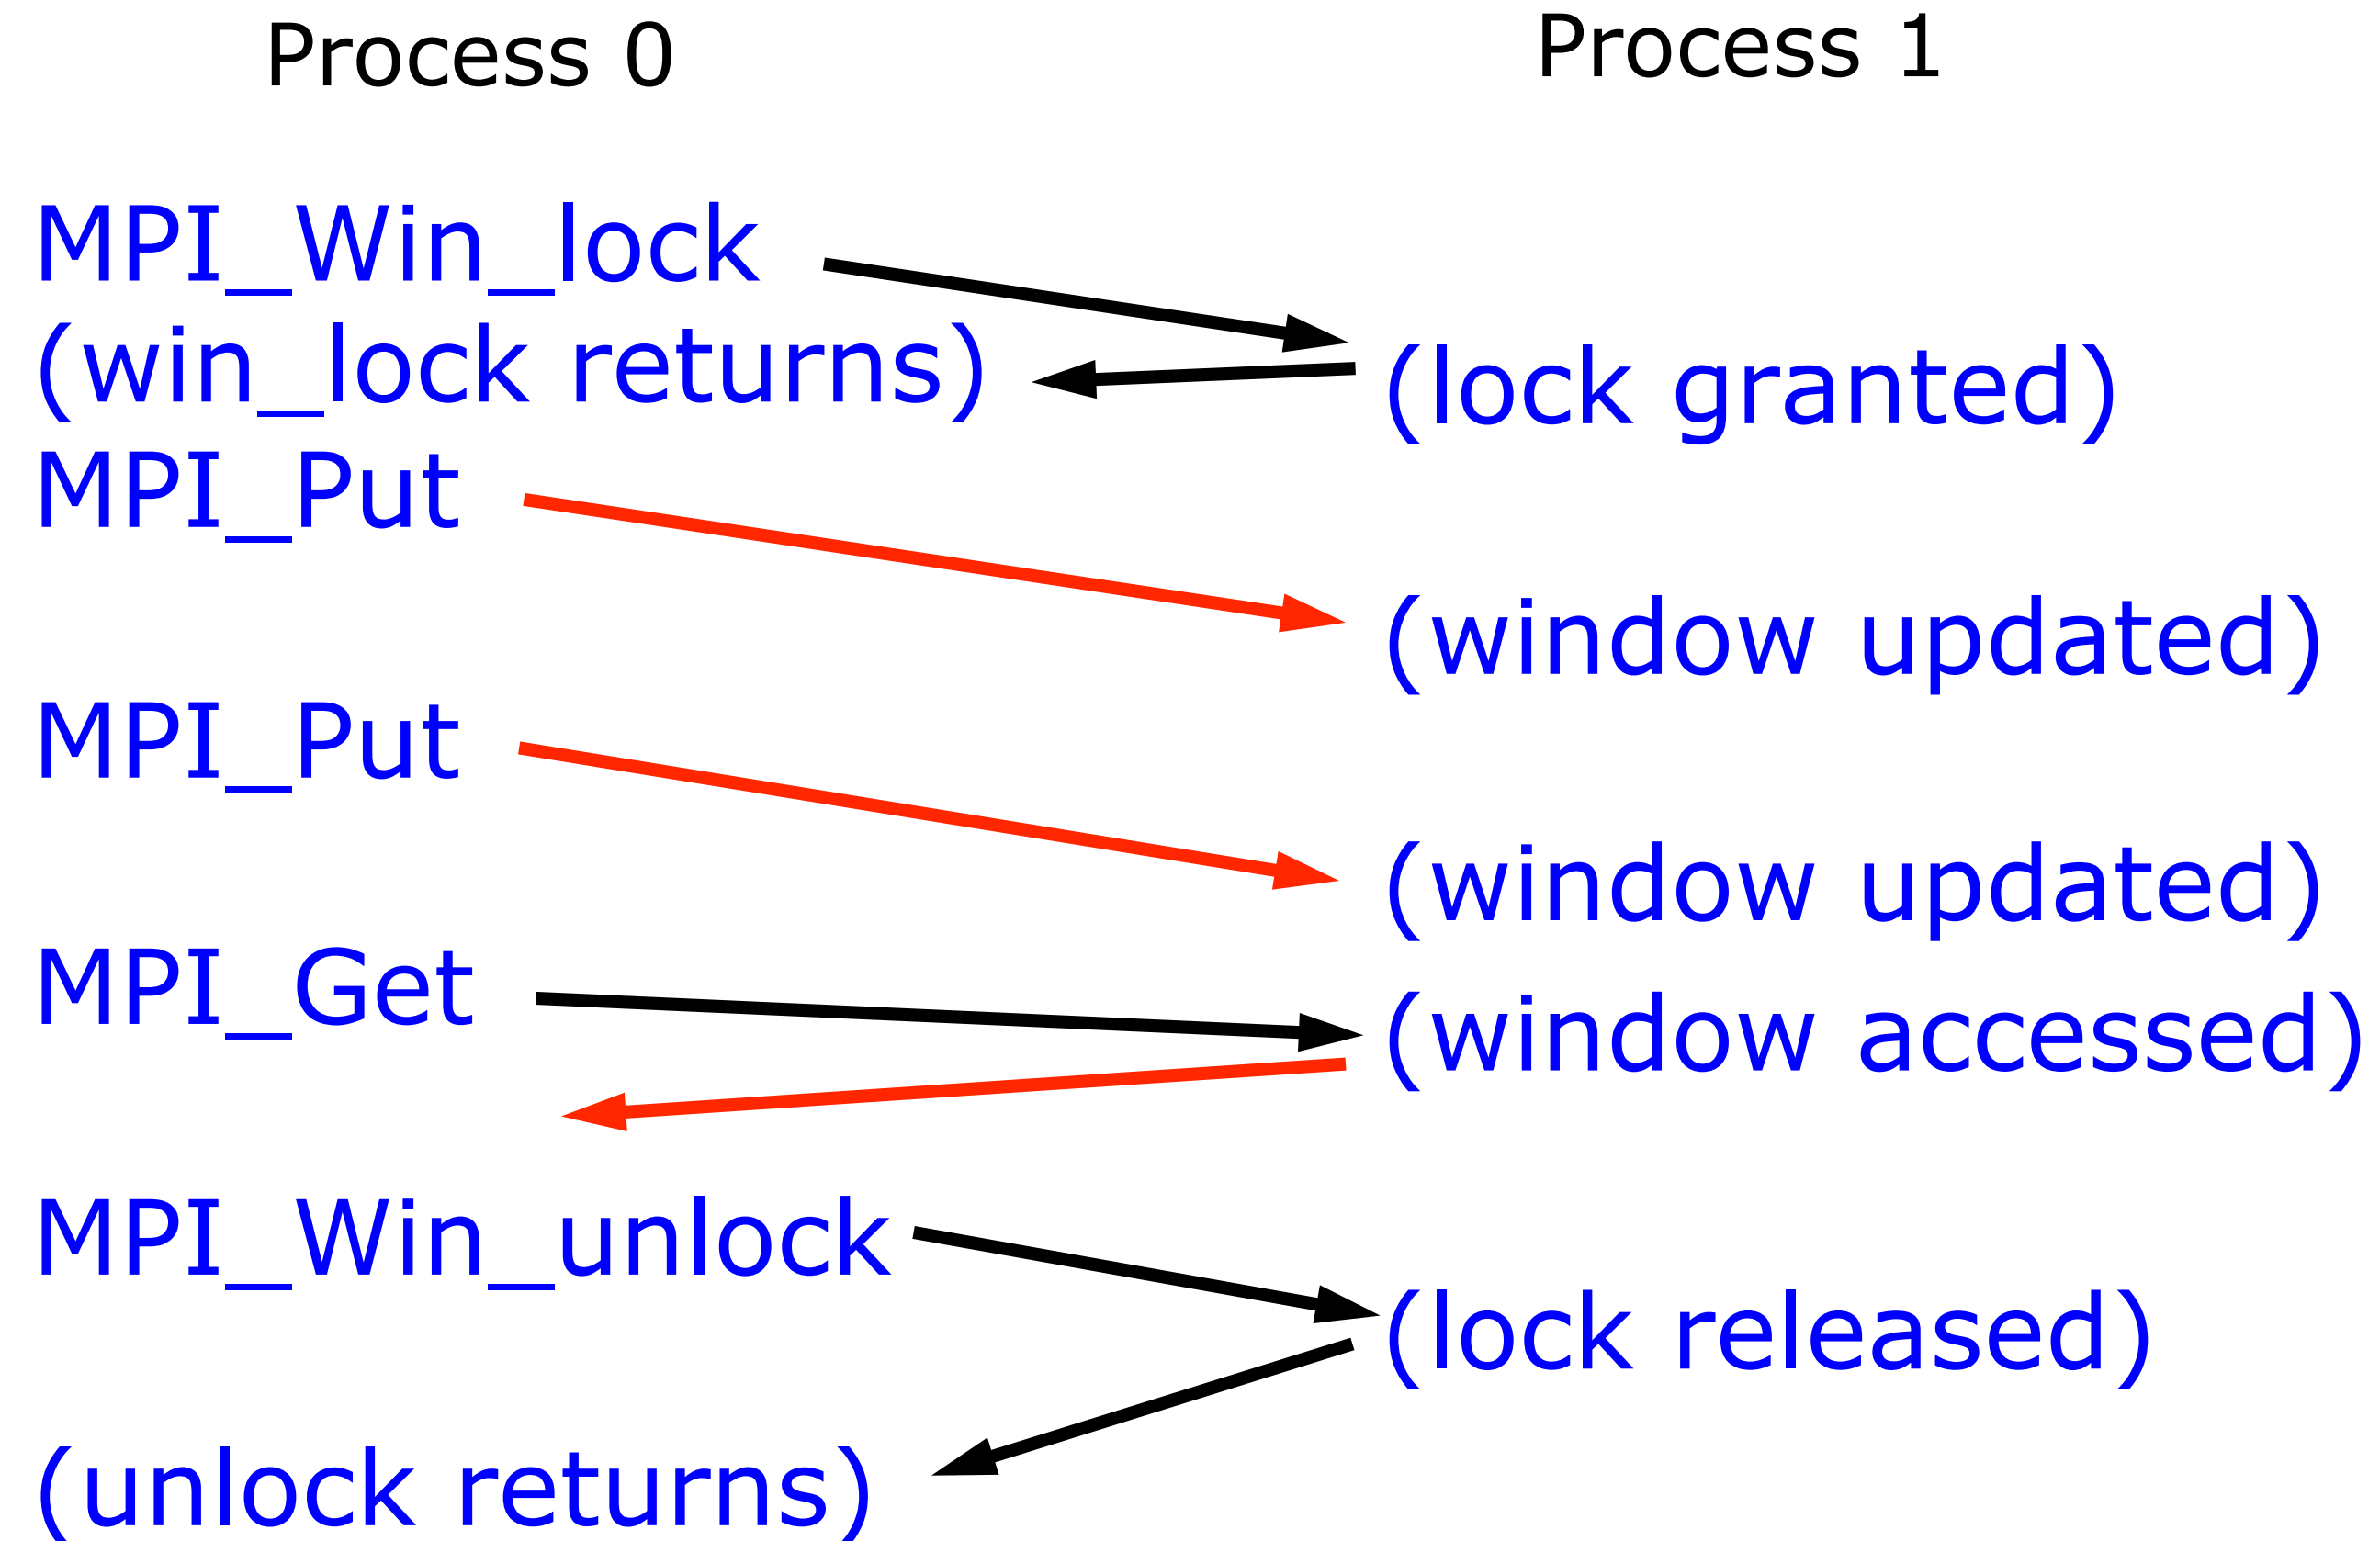 Process 0
Process 1
MPI_Win_lock
(win_lock returns)
(lock granted)
MPI_Put
(window updated)
MPI_Put
(window updated)
MPI_Get
(window accessed)
MPI_Win_unlock
(lock released)
(unlock returns)